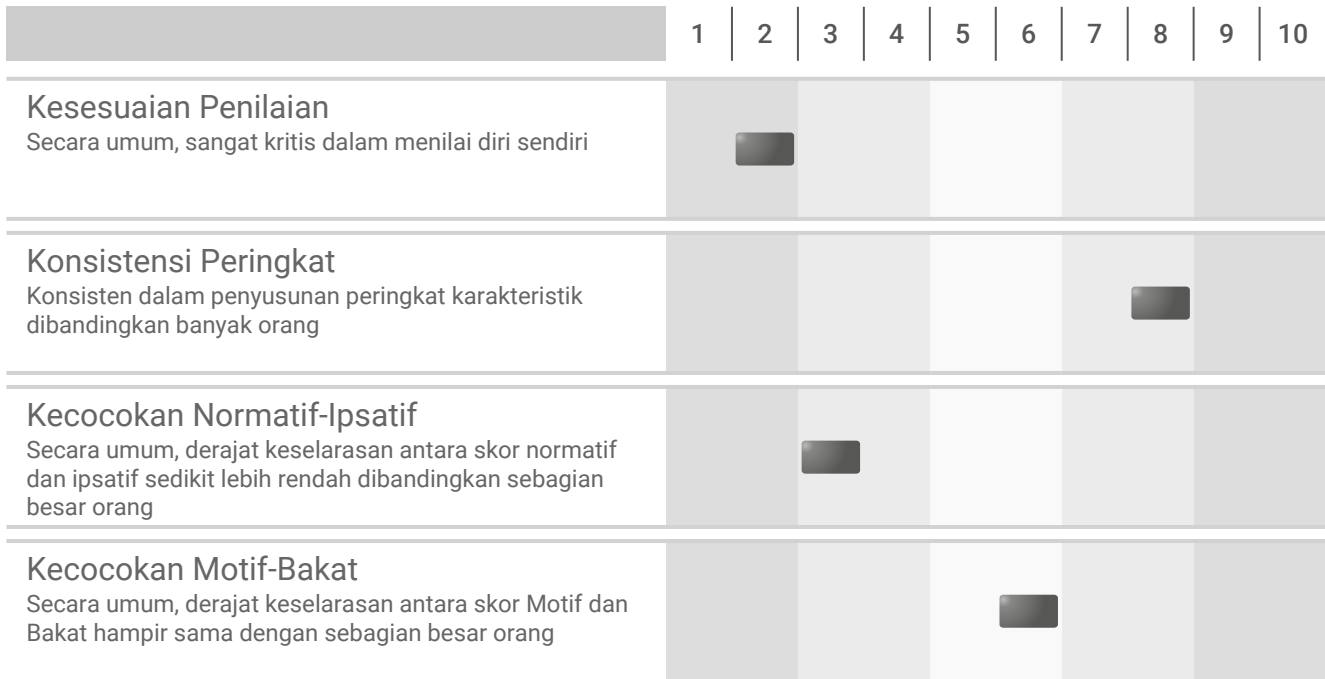 1 2 3 4 5 6 7 8 9 10
Kesesuaian Penilaian
Secara umum, sangat kritis dalam menilai diri sendiri
Konsistensi Peringkat
Konsisten dalam penyusunan peringkat karakteristik
dibandingkan banyak orang
Kecocokan Normatif-Ipsatif
Secara umum, derajat keselarasan antara skor normatif
dan ipsatif sedikit lebih rendah dibandingkan sebagian
besar orang
Kecocokan Motif-Bakat
Secara umum, derajat keselarasan antara skor Motif dan
Bakat hampir sama dengan sebagian besar orang